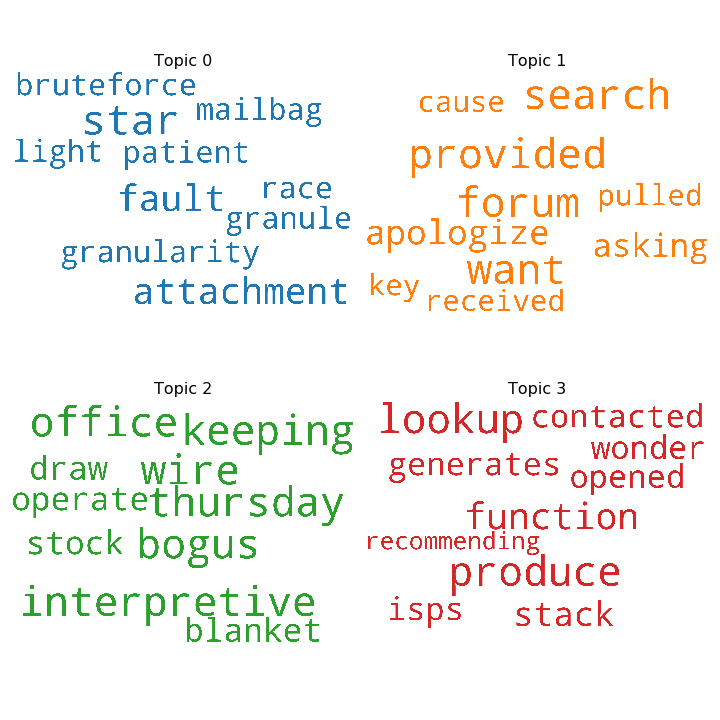 Topic 0
bruteforce
star mailbag
light patient
fault race
granule
granularity
attachment
Topic 1
cause search
provided
forum pulled
apologize asking
want
key received
Topic 2
office keeping
draw wire
operate thursday
stock bogus
interpretive
blanket
Topic 3
lookup contacted
wonder
generates opened
function
recommending
produce
isps stack